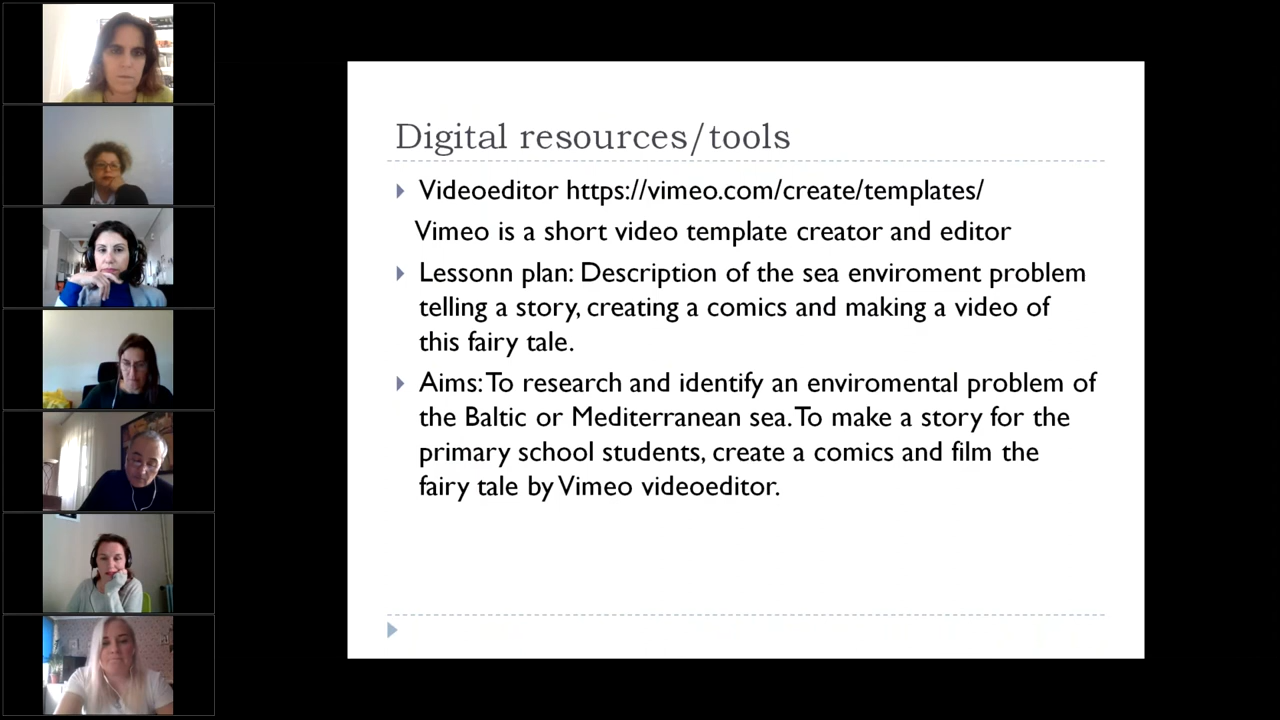 Digital resources/tools
Videoeditor https://vimeo.com/create/templates/
Vimeo is a short video template creator and editor
Lessonn plan: Description of the sea enviroment problem
telling a story, creating a comics and making a video of
this fairy tale.
Aims: To research and identify an enviromental problem of
the Baltic or Mediterranean sea. To make a story for the
primary school students, create a comics and film the
fairy tale by Vimeo videoeditor.